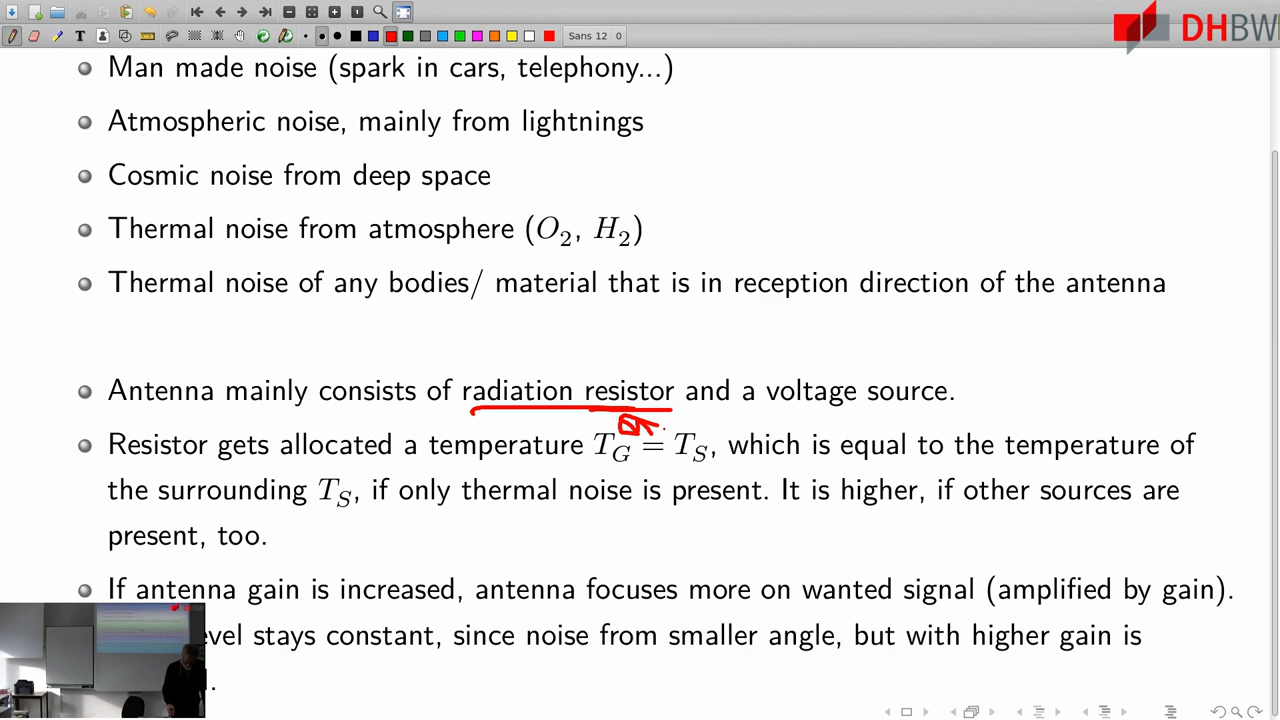 T
Sans 12 0
DHBW
Man made noise (spark in cars, telephony...)
Atmospheric noise, mainly from lightnings
Cosmic noise from deep space
Thermal noise from atmosphere (O₂, H₂)
Thermal noise of any bodies/ material that is in reception direction of the antenna
Antenna mainly consists of radiation resistor and a voltage source.
Resistor gets allocated a temperature T_G = T_S, which is equal to the temperature of
the surrounding T_S, if only thermal noise is present. It is higher, if other sources are
present, too.
If antenna gain is increased, antenna focuses more on wanted signal (amplified by gain).
level stays constant, since noise from smaller angle, but with higher gain is
.